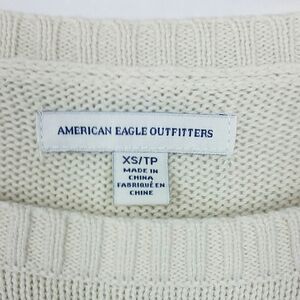 AMERICAN EAGLE OUTFITTERS
XS/TP
MADE IN
CHINA
FABRIQUÉ EN
CHINE